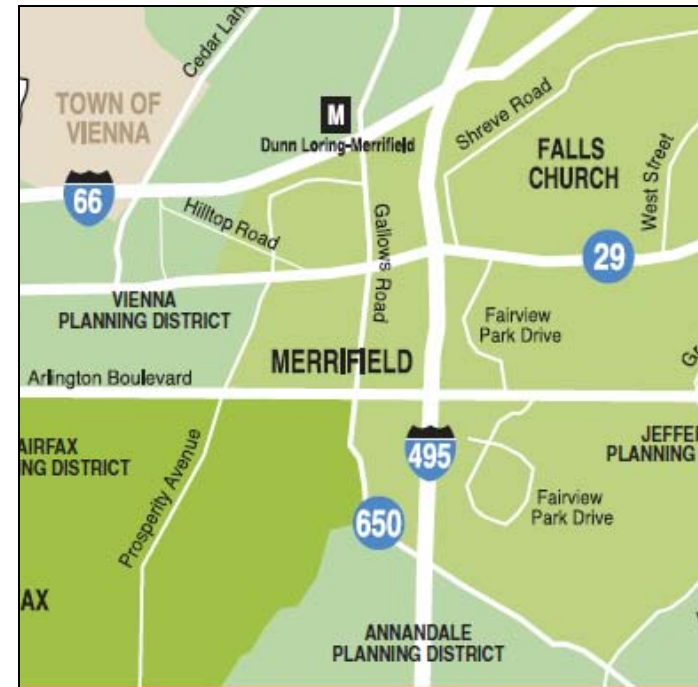 Cedar Lan
TOWN OF
VIENNA
M
Dunn Loring-Merrifield
Shreve Road
FALLS
CHURCH
West Street
66
Hilltop Road
Gallows Road
29
VIENNA
PLANNING DISTRICT
Fairview
Park Drive
MERRIFIELD
Arlington Boulevard
AIRFAX
NG DISTRICT
Prosperity Avenue
495
JEFFE
PLANNING
650
Fairview
Park Drive
AX
ANNANDALE
PLANNING DISTRICT